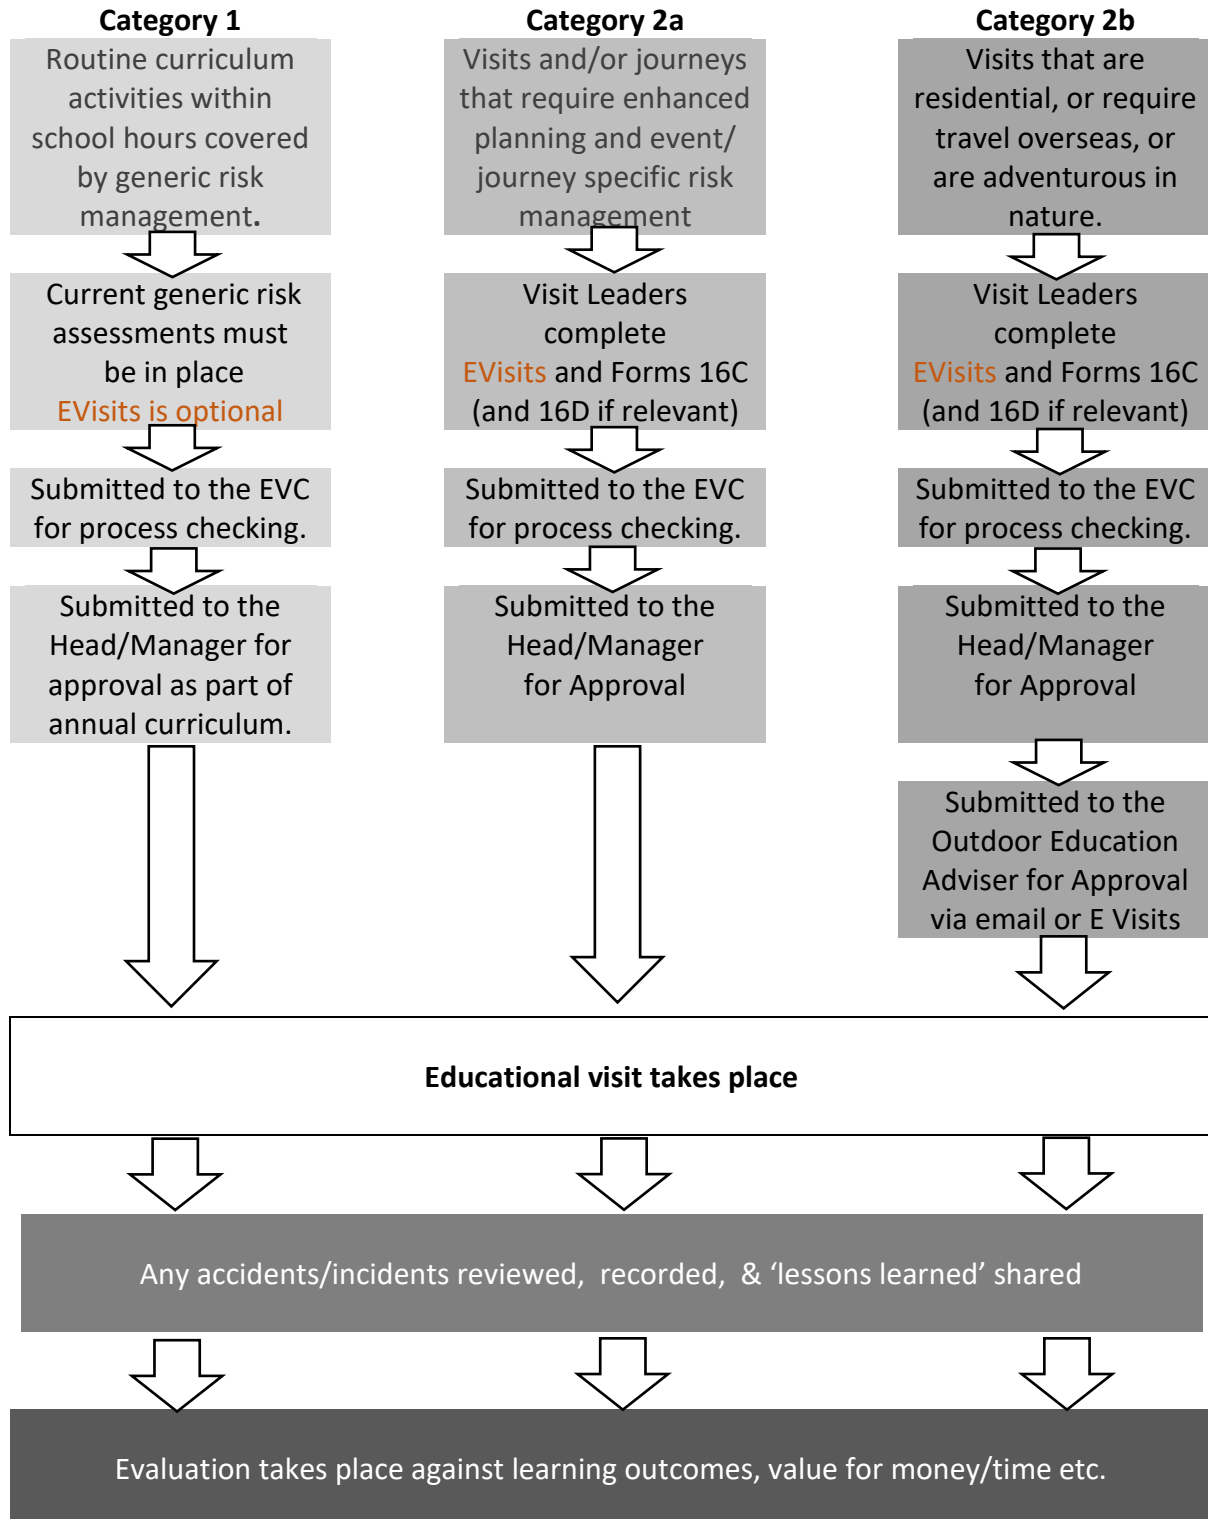 Category 1
Routine curriculum
activities within
school hours covered
by generic risk
management.
Current generic risk
assessments must
be in place
EVisits is optional
Submitted to the EVC
for process checking.
Submitted to the
Head/Manager for
approval as part of
annual curriculum.
Category 2a
Visits and/or journeys
that require enhanced
planning and event/
journey specific risk
management
Visit Leaders
complete
EVisits and Forms 16C
(and 16D if relevant)
Submitted to the EVC
for process checking.
Submitted to the
Head/Manager
for Approval
Category 2b
Visits that are
residential, or require
travel overseas, or
are adventurous in
nature.
Visit Leaders
complete
EVisits and Forms 16C
(and 16D if relevant)
Submitted to the EVC
for process checking.
Submitted to the
Head/Manager
for Approval
Submitted to the
Outdoor Education
Adviser for Approval
via email or E Visits
Educational visit takes place
Any accidents/incidents reviewed, recorded, & ‘lessons learned’ shared
Evaluation takes place against learning outcomes, value for money/time etc.